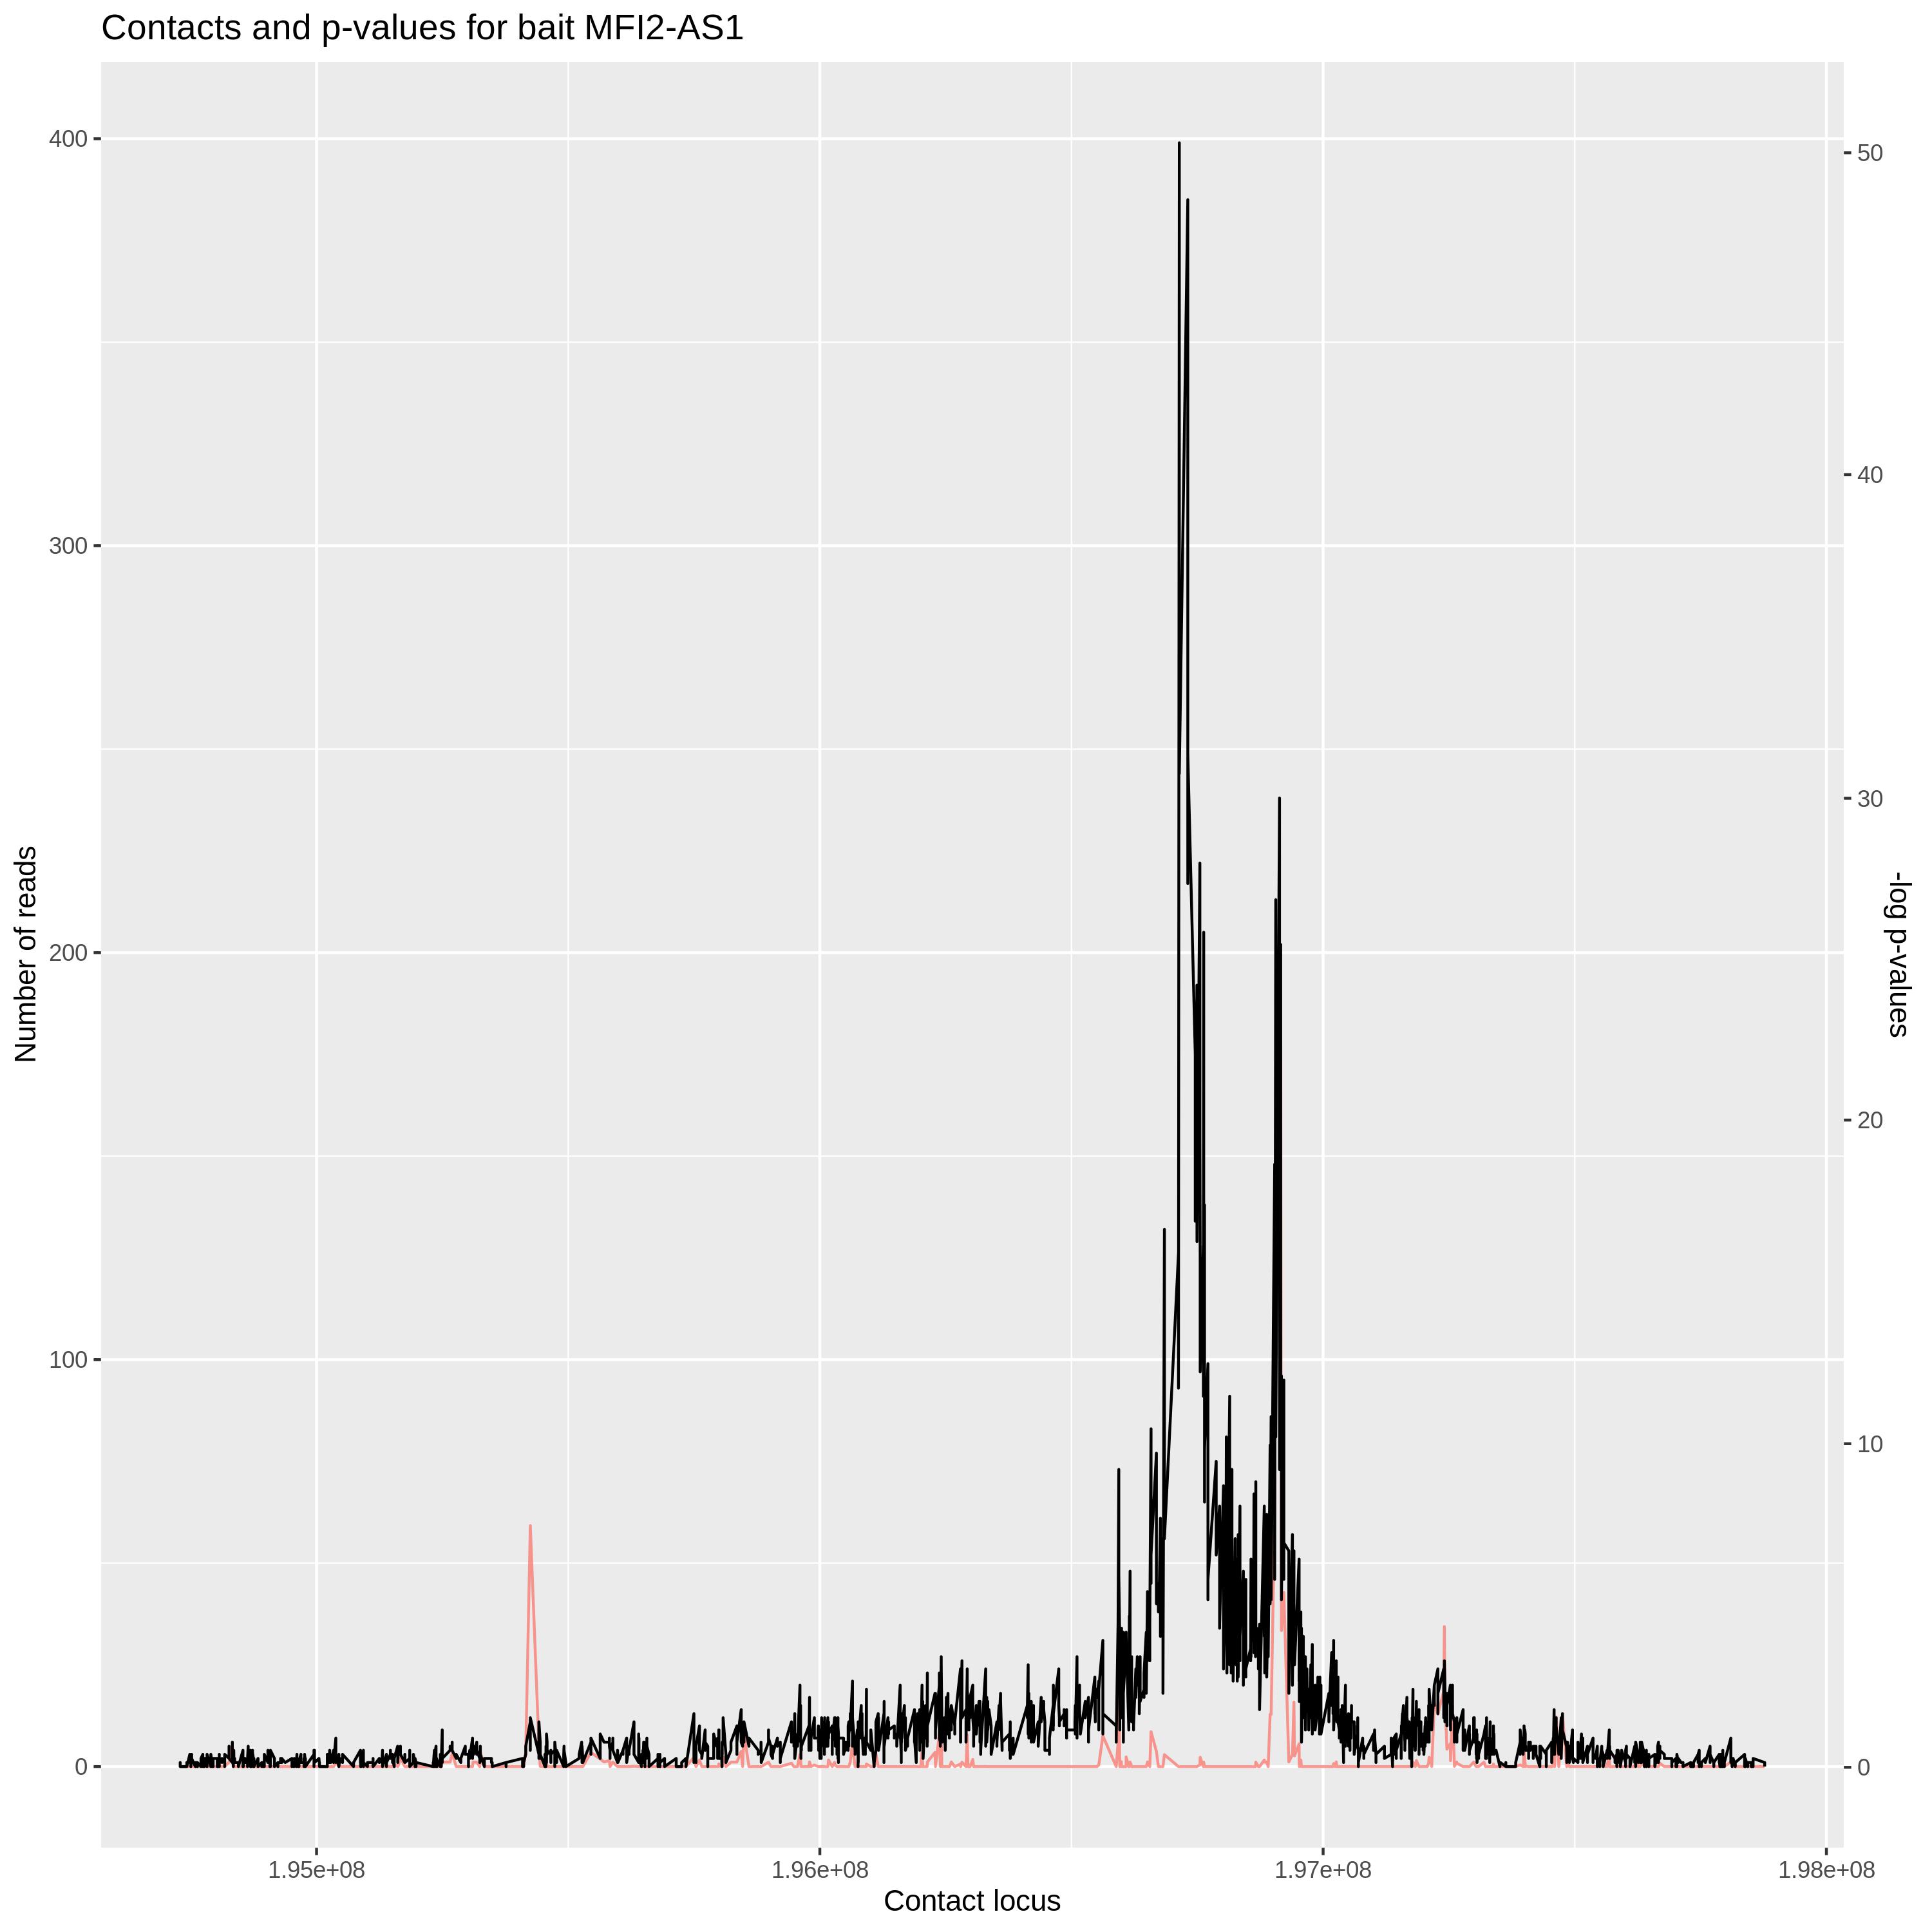 Contacts and p-values for bait MFI2-AS1
400
300
200
100
0
Number of reads
50
40
30
20
10
0
-log p-values
1.95e+08
1.96e+08
1.97e+08
1.98e+08
Contact locus